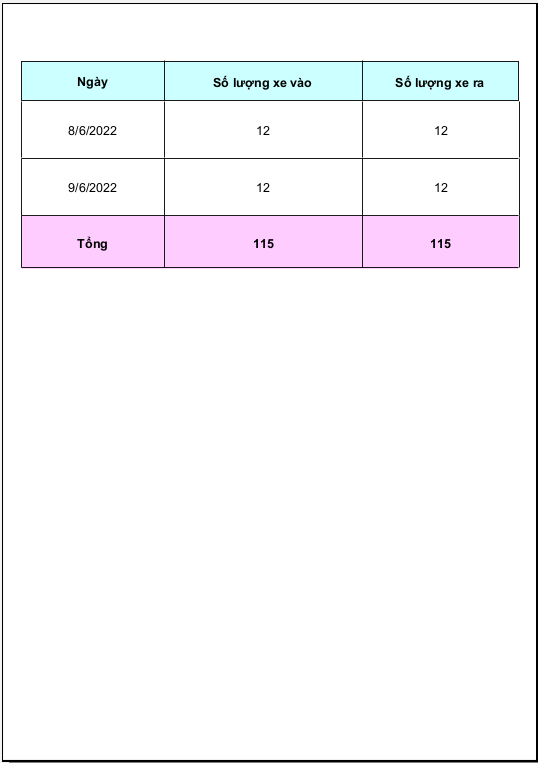 Ngày Số lượng xe vào Số lượng xe ra
8/6/2022 12 12
9/6/2022 12 12
Tổng 115 115